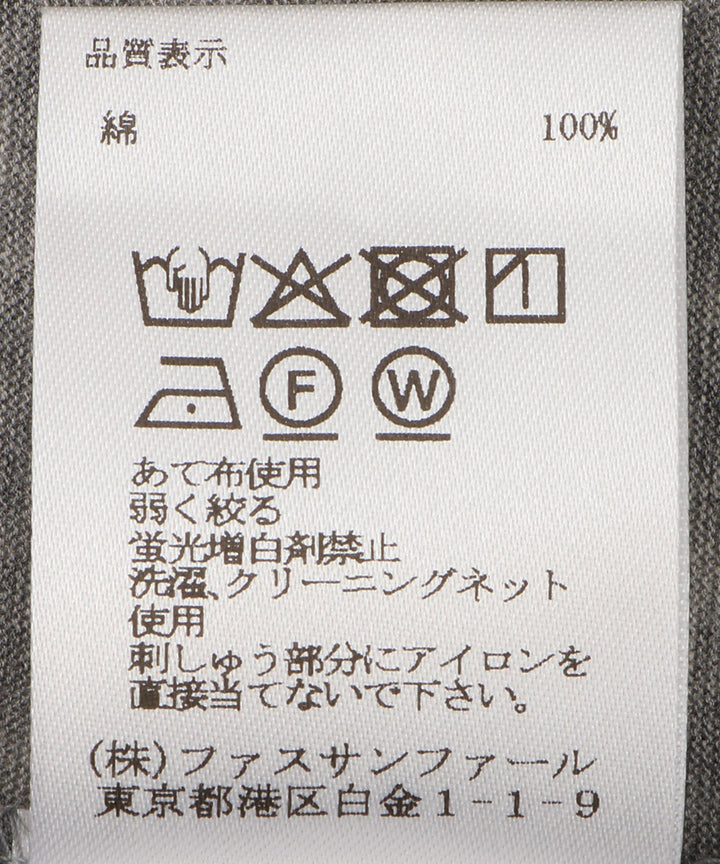 品質表示
綿 100%
F W
あて布使用
弱く絞る
蛍光増白剤禁止
洗濯、クリーニングネット
使用
刺しゅう部分にアイロンを
直接当てないで下さい。
(株)ファスサンファール
東京都港区白金1-1-9